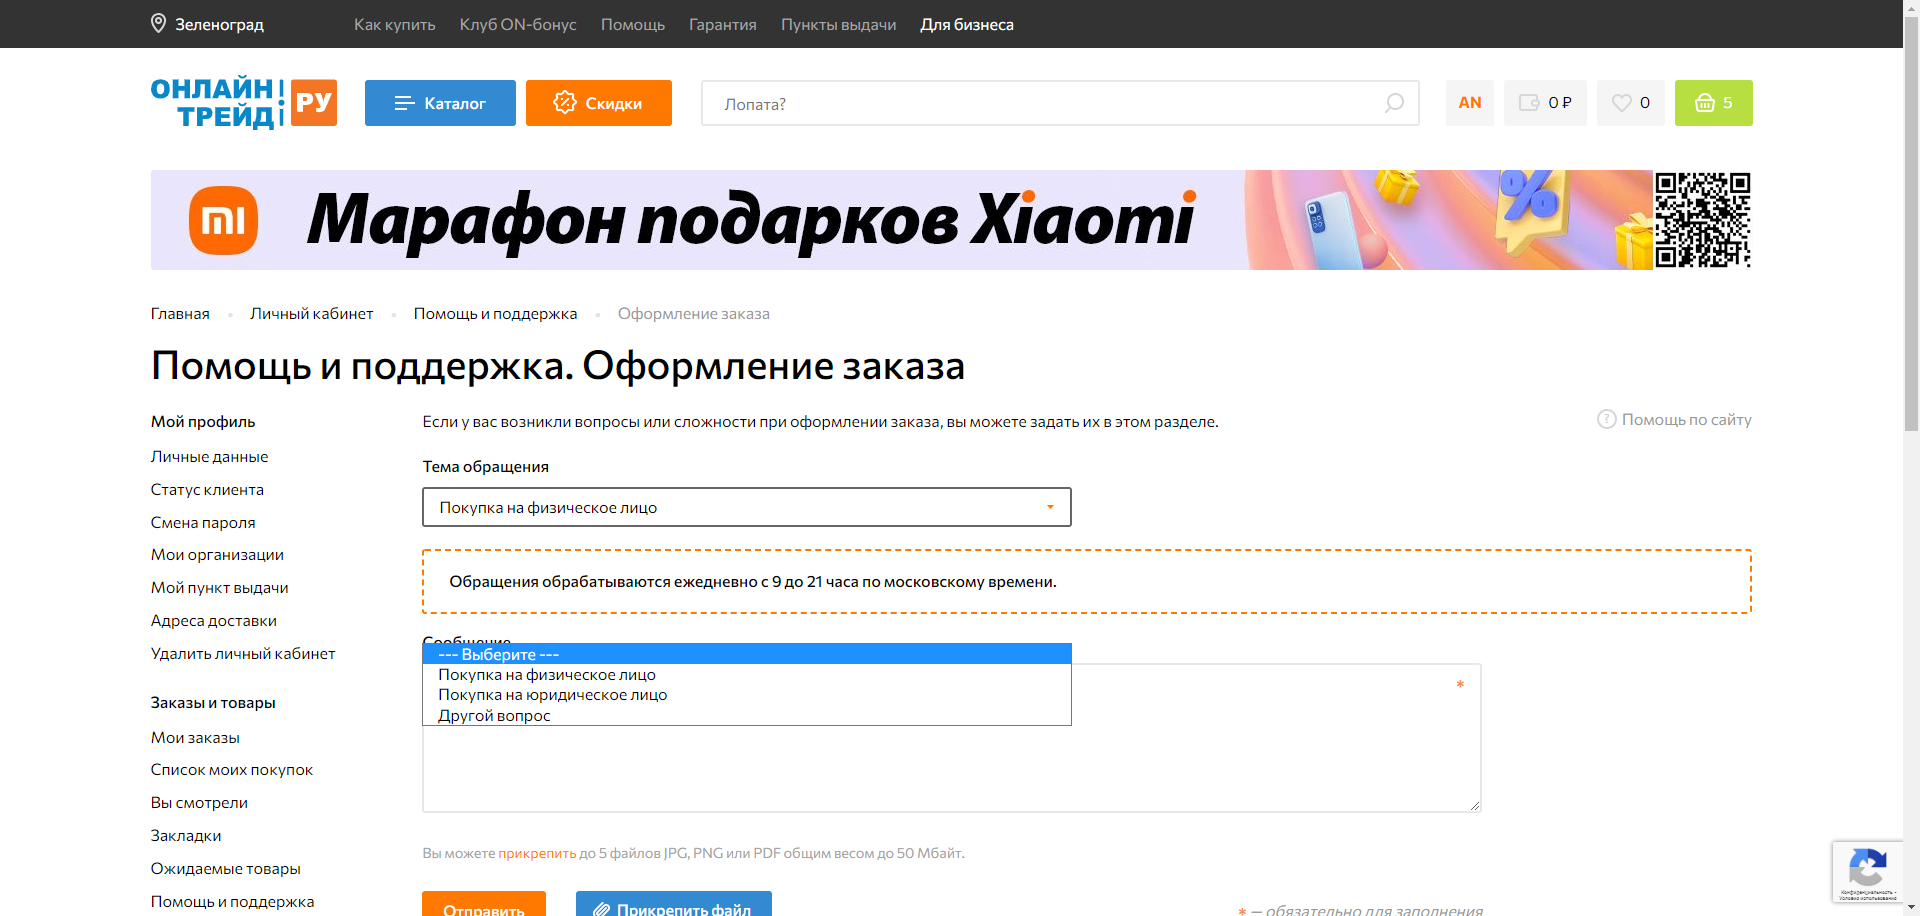 Зеленоград
Как купить
Клуб ON-бонус
Помощь
Гарантия
Пункты выдачи
Для бизнеса
ОНЛАЙН ТРЕЙД РУ
Каталог
Скидки
Лопата?
AN
0 ₽
0
5
mi
Марафон подарков Xiaomi
%
Главная
Личный кабинет
Помощь и поддержка
Оформление заказа
Помощь и поддержка. Оформление заказа
Мой профиль
Личные данные
Статус клиента
Смена пароля
Мои организации
Мой пункт выдачи
Адреса доставки
Удалить личный кабинет
Заказы и товары
Мои заказы
Список моих покупок
Вы смотрели
Закладки
Ожидаемые товары
Помощь и поддержка
Если у вас возникли вопросы или сложности при оформлении заказа, вы можете задать их в этом разделе.
? Помощь по сайту
Тема обращения
Покупка на физическое лицо
Обращения обрабатываются ежедневно с 9 до 21 часа по московскому времени.
Сообщение
--- Выберите ---
Покупка на физическое лицо
Покупка на юридическое лицо
Другой вопрос
*
Вы можете прикрепить до 5 файлов JPG, PNG или PDF общим весом до 50 Мбайт.
Отправить
Прикрепить файл
* — обязательно для заполнения
Конфиденциальность -
Условия использования